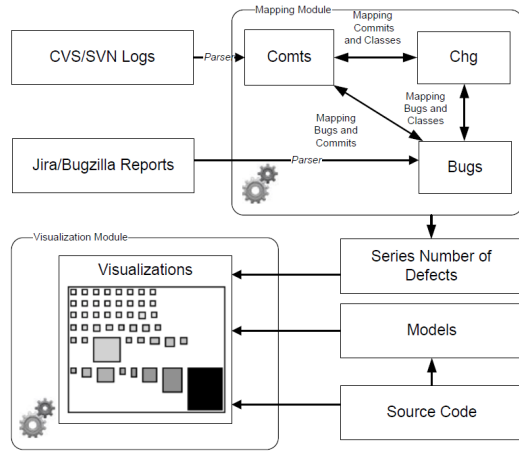 Mapping Module
CVS/SVN Logs
Parser
Comts
Mapping
Commits
and Classes
Chg
Mapping
Bugs and
Commits
Mapping
Bugs and
Classes
Jira/Bugzilla Reports
Parser
Bugs
Visualization Module
Visualizations
Series Number of
Defects
Models
Source Code